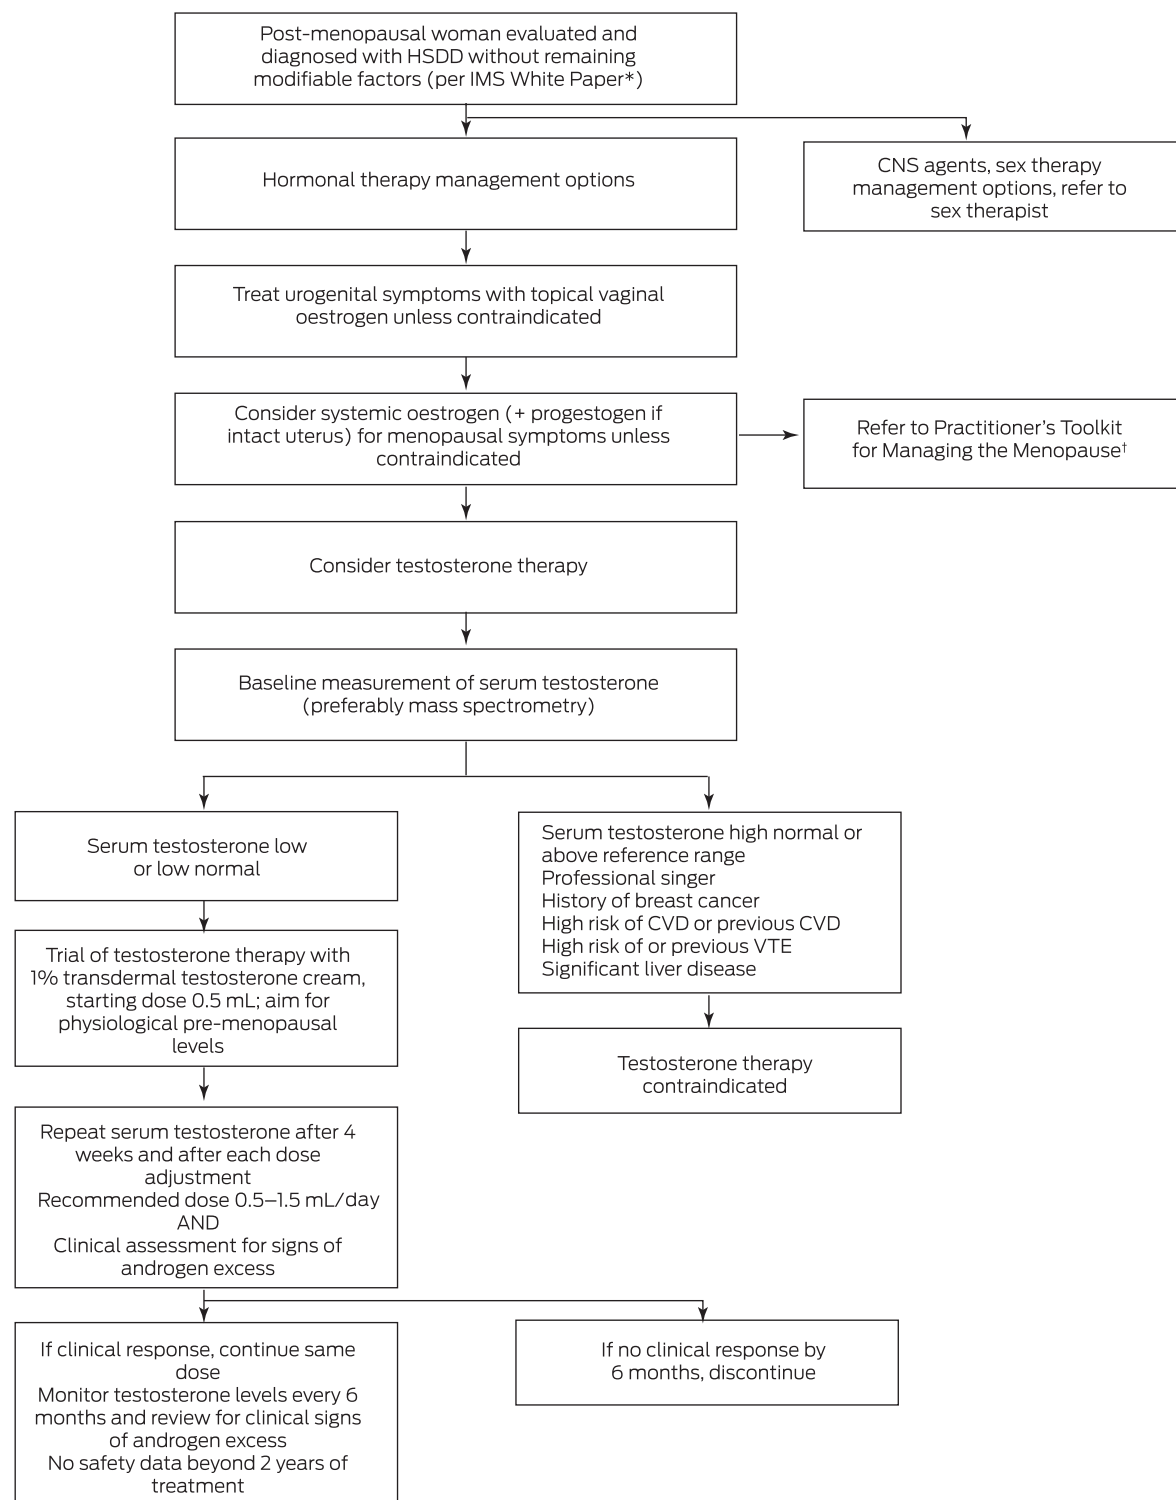 Post-menopausal woman evaluated and
diagnosed with HSDD without remaining
modifiable factors (per IMS White Paper*)
Hormonal therapy management options
CNS agents, sex therapy
management options, refer to
sex therapist
Treat urogenital symptoms with topical vaginal
oestrogen unless contraindicated
Consider systemic oestrogen (+ progestogen if
intact uterus) for menopausal symptoms unless
contraindicated
Refer to Practitioner's Toolkit
for Managing the Menopause†
Consider testosterone therapy
Baseline measurement of serum testosterone
(preferably mass spectrometry)
Serum testosterone low
or low normal
Serum testosterone high normal or
above reference range
Professional singer
History of breast cancer
High risk of CVD or previous CVD
High risk of or previous VTE
Significant liver disease
Trial of testosterone therapy with
1% transdermal testosterone cream,
starting dose 0.5 mL; aim for
physiological pre-menopausal
levels
Testosterone therapy
contraindicated
Repeat serum testosterone after 4
weeks and after each dose
adjustment
Recommended dose 0.5–1.5 mL/day
AND
Clinical assessment for signs of
androgen excess
If clinical response, continue same
dose
Monitor testosterone levels every 6
months and review for clinical signs
of androgen excess
No safety data beyond 2 years of
treatment
If no clinical response by
6 months, discontinue